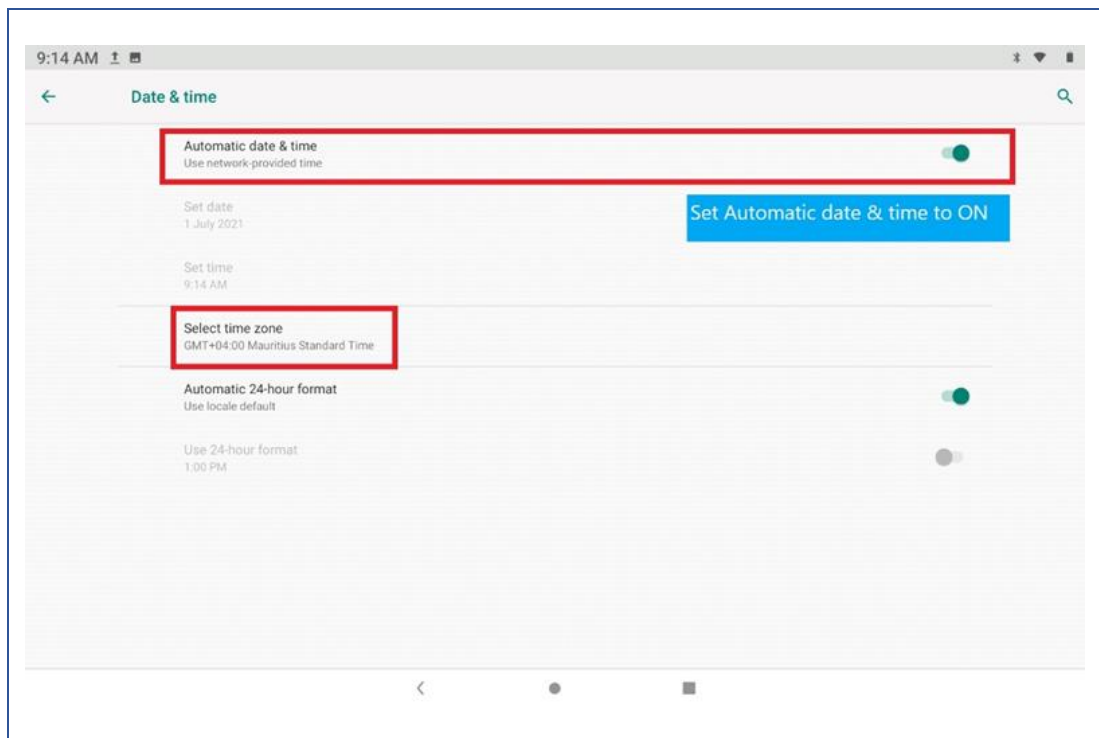 9:14 AM
Date & time
Automatic date & time
Use network-provided time
Set date
1 July 2021
Set Automatic date & time to ON
Set time
9:14 AM
Select time zone
GMT+04:00 Mauritius Standard Time
Automatic 24-hour format
Use locale default
Use 24-hour format
1:00 PM